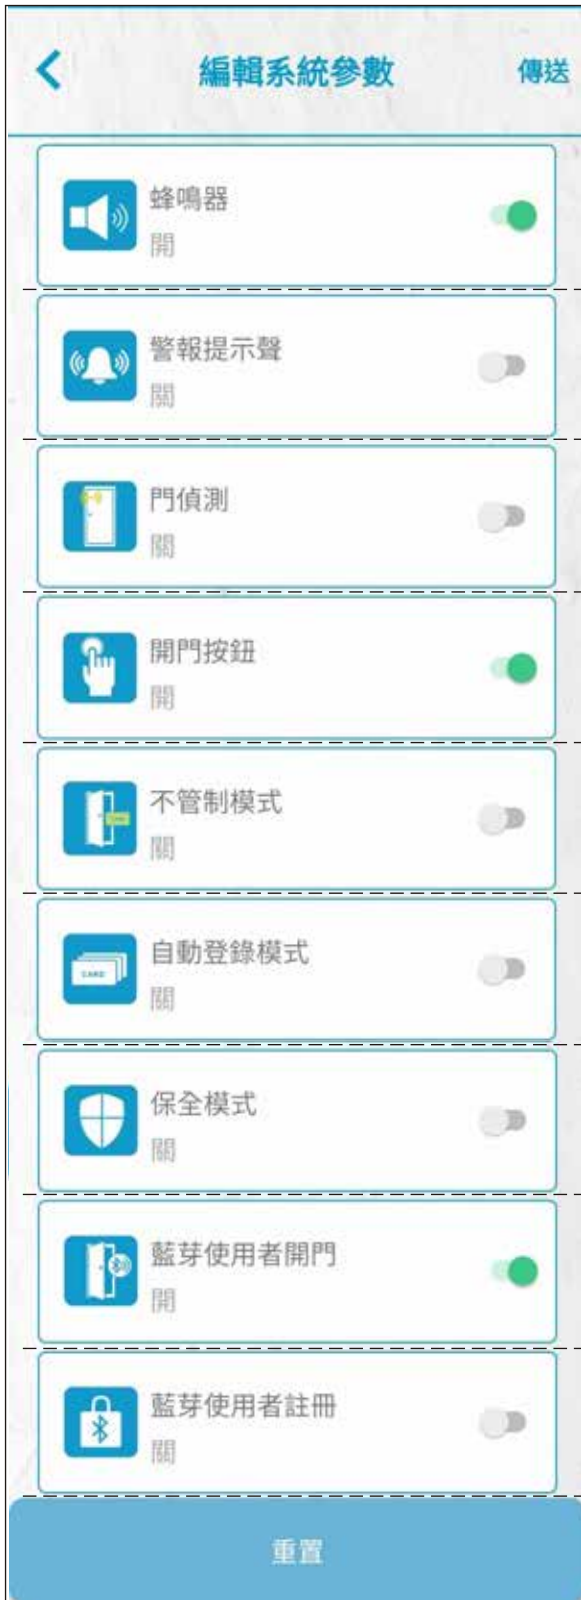 編輯系統參數
傳送
蜂鳴器
開
警報提示聲
關
門偵測
關
開門按鈕
開
不管制模式
關
自動登錄模式
CARD
關
保全模式
關
藍芽使用者開門
開
藍芽使用者註冊
關
重置